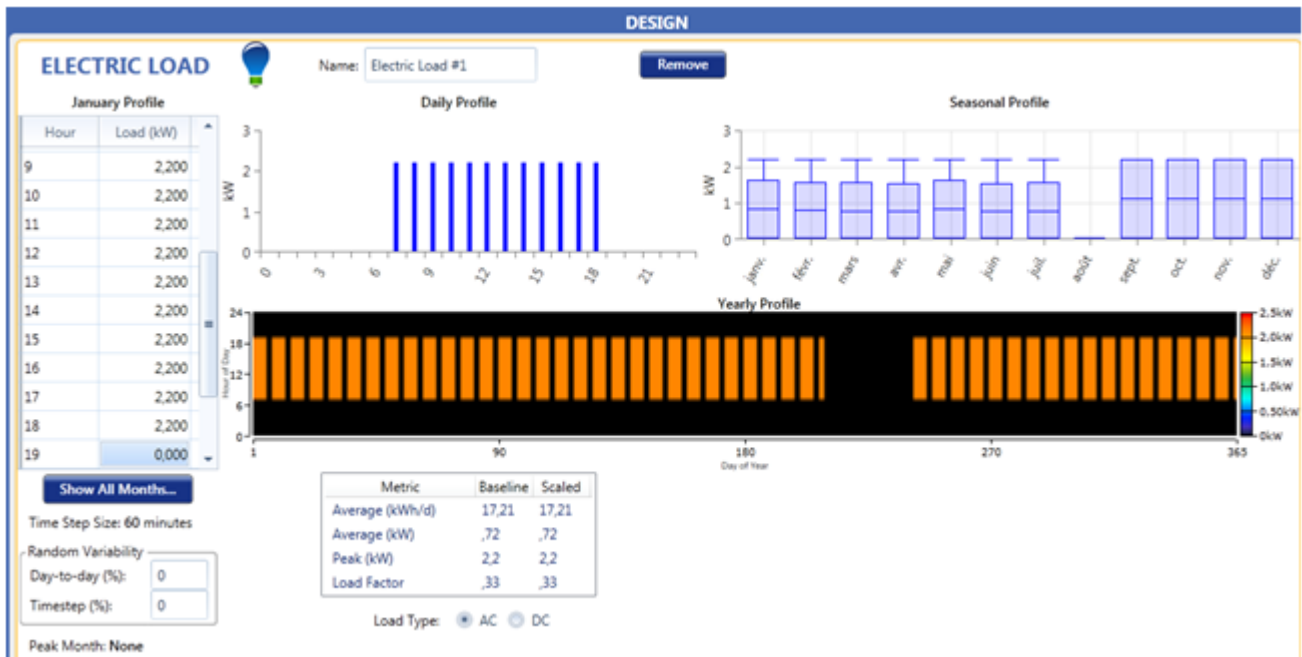 DESIGN
ELECTRIC LOAD
Name: Electric Load #1
Remove
January Profile
Hour Load (kW)
9 2,200
10 2,200
11 2,200
12 2,200
13 2,200
14 2,200
15 2,200
16 2,200
17 2,200
18 2,200
19 0,000
Show All Months...
Time Step Size: 60 minutes
Random Variability
Day-to-day (%): 0
Timestep (%): 0
Peak Month: None
Daily Profile
kW
3
2
1
0
0 3 6 9 12 15 18 21
Seasonal Profile
kW
3
2
1
0
janv. févr. mars avr. mai juin juil. août sept. oct. nov. déc.
Yearly Profile
Hour of Day
24
18
12
6
0
1 90 180 270 365
Day of Year
2.5kW
2.0kW
1.5kW
1.0kW
0.50kW
0kW
Metric Baseline Scaled
Average (kWh/d) 17,21 17,21
Average (kW) ,72 ,72
Peak (kW) 2,2 2,2
Load Factor ,33 ,33
Load Type: AC DC